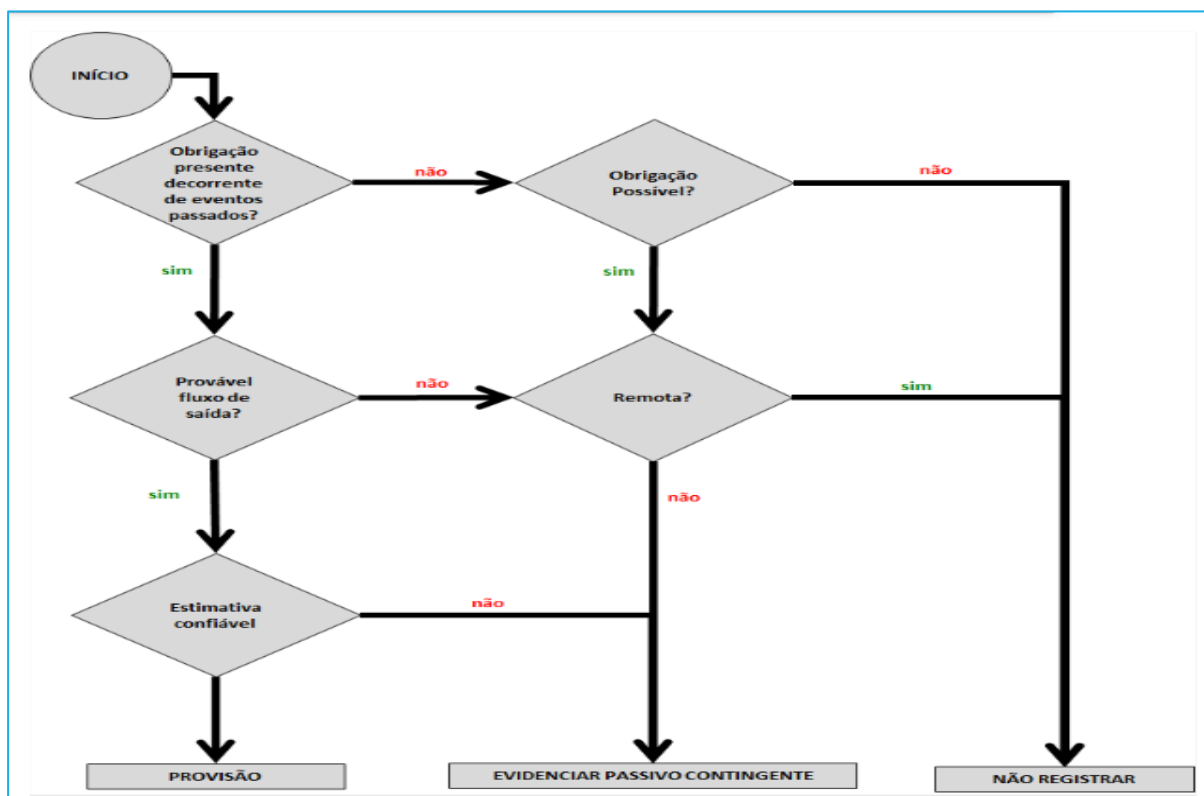 INÍCIO
Obrigação
presente
decorrente
de eventos
passados?
não
Obrigação
Possível?
não
sim
sim
Provável
fluxo de
saída?
não
Remota?
sim
sim
não
Estimativa
confiável
não
PROVISÃO
EVIDENCIAR PASSIVO CONTINGENTE
NÃO REGISTRAR